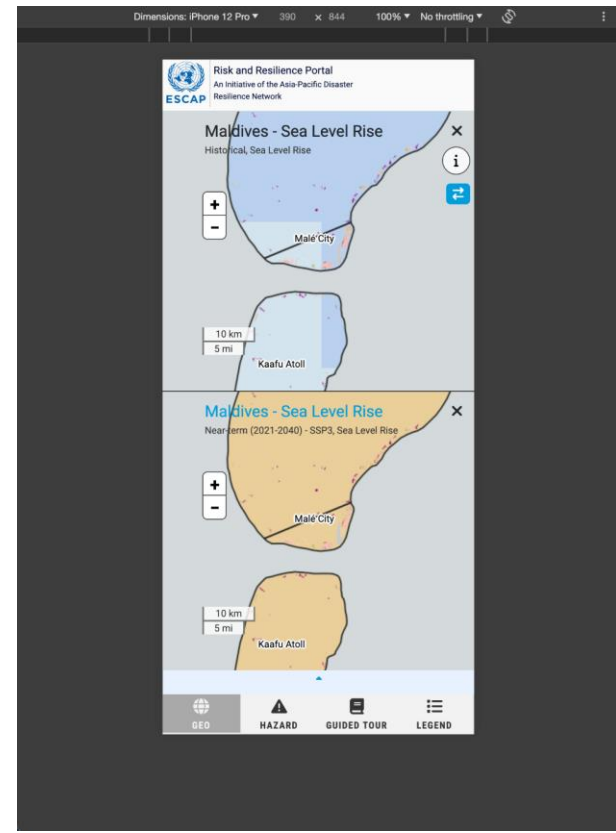 Dimensions: iPhone 12 Pro ▼ 390 × 844 100% ▼ No throttling ▼
ESCAP
Risk and Resilience Portal
An Initiative of the Asia-Pacific Disaster
Resilience Network
Maldives - Sea Level Rise ×
Historical, Sea Level Rise
i
+
−
Malé City
10 km
5 mi
Kaafu Atoll
Maldives - Sea Level Rise ×
Near-term (2021-2040) - SSP3, Sea Level Rise
+
−
Malé City
10 km
5 mi
Kaafu Atoll
GEO HAZARD GUIDED TOUR LEGEND